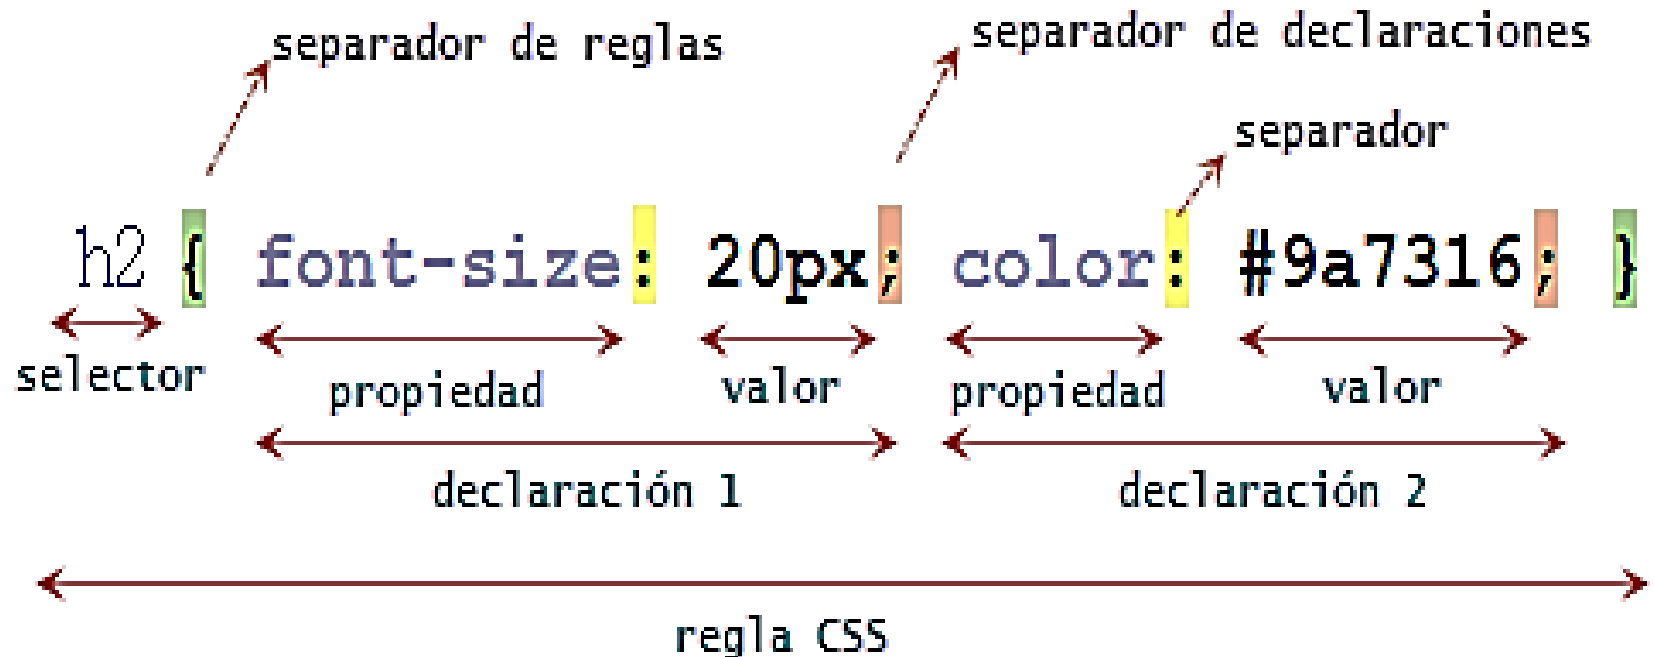 separador de reglas
separador de declaraciones
separador
h2 { font-size: 20px; color: #9a7316; }
selector
propiedad valor propiedad valor
declaración 1 declaración 2
regla CSS